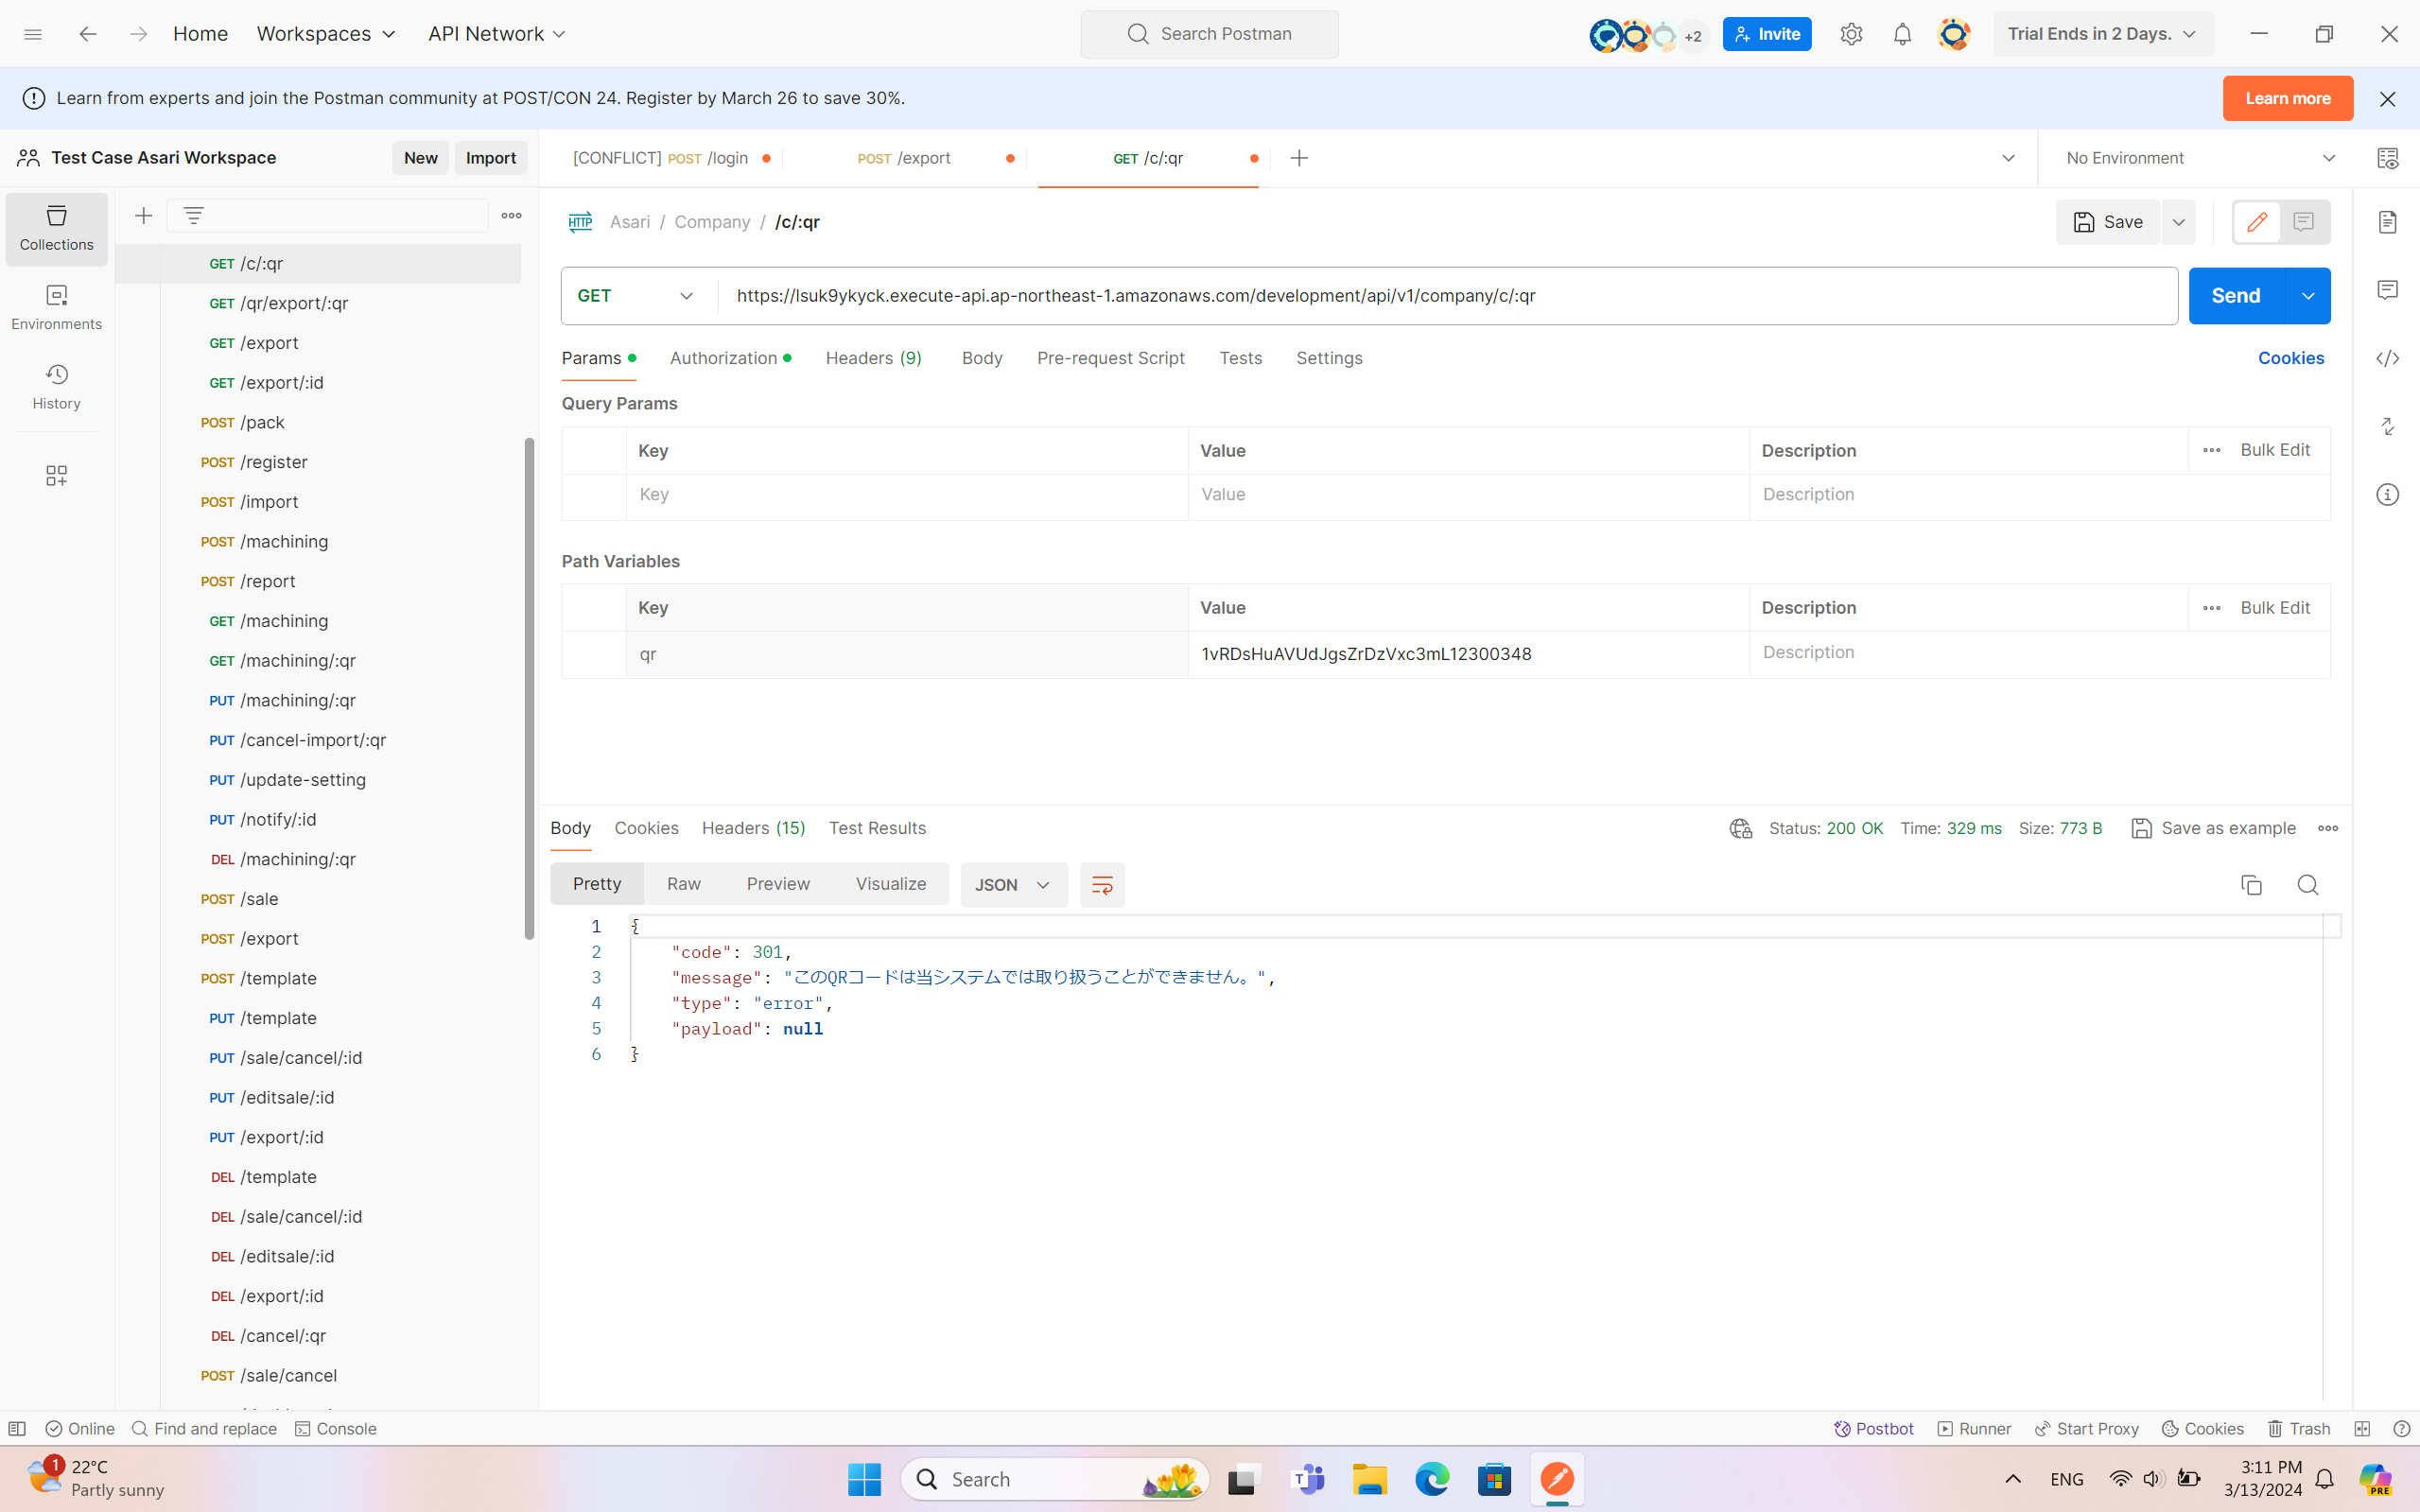 Home Workspaces API Network Search Postman +2 Invite Trial Ends in 2 Days.
Learn from experts and join the Postman community at POST/CON 24. Register by March 26 to save 30%. Learn more
Test Case Asari Workspace New Import
[CONFLICT] POST /login POST /export GET /c/:qr No Environment
Collections
Environments
History
GET /c/:qr
GET /qr/export/:qr
GET /export
GET /export/:id
POST /pack
POST /register
POST /import
POST /machining
POST /report
GET /machining
GET /machining/:qr
PUT /machining/:qr
PUT /cancel-import/:qr
PUT /update-setting
PUT /notify/:id
DEL /machining/:qr
POST /sale
POST /export
POST /template
PUT /template
PUT /sale/cancel/:id
PUT /editsale/:id
PUT /export/:id
DEL /template
DEL /sale/cancel/:id
DEL /editsale/:id
DEL /export/:id
DEL /cancel/:qr
POST /sale/cancel
HTTP Asari / Company / /c/:qr Save
GET https://lsuk9ykyck.execute-api.ap-northeast-1.amazonaws.com/development/api/v1/company/c/:qr Send
Params Authorization Headers (9) Body Pre-request Script Tests Settings Cookies
Query Params
Key Value Description Bulk Edit
Key Value Description
Path Variables
Key Value Description Bulk Edit
qr 1vRDsHuAVUdJgsZrDzVxc3mL12300348 Description
Body Cookies Headers (15) Test Results Status: 200 OK Time: 329 ms Size: 773 B Save as example
Pretty Raw Preview Visualize JSON
1 {
2 "code": 301,
3 "message": "このQRコードは当システムでは取り扱うことができません。",
4 "type": "error",
5 "payload": null
6 }
Online Find and replace Console Postbot Runner Start Proxy Cookies Trash
1 22°C
Partly sunny
Search
ENG
3:11 PM
3/13/2024
PRE